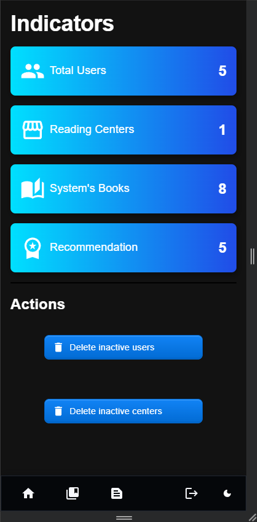 Indicators
Total Users 5
Reading Centers 1
System's Books 8
Recommendation 5
Actions
Delete inactive users
Delete inactive centers